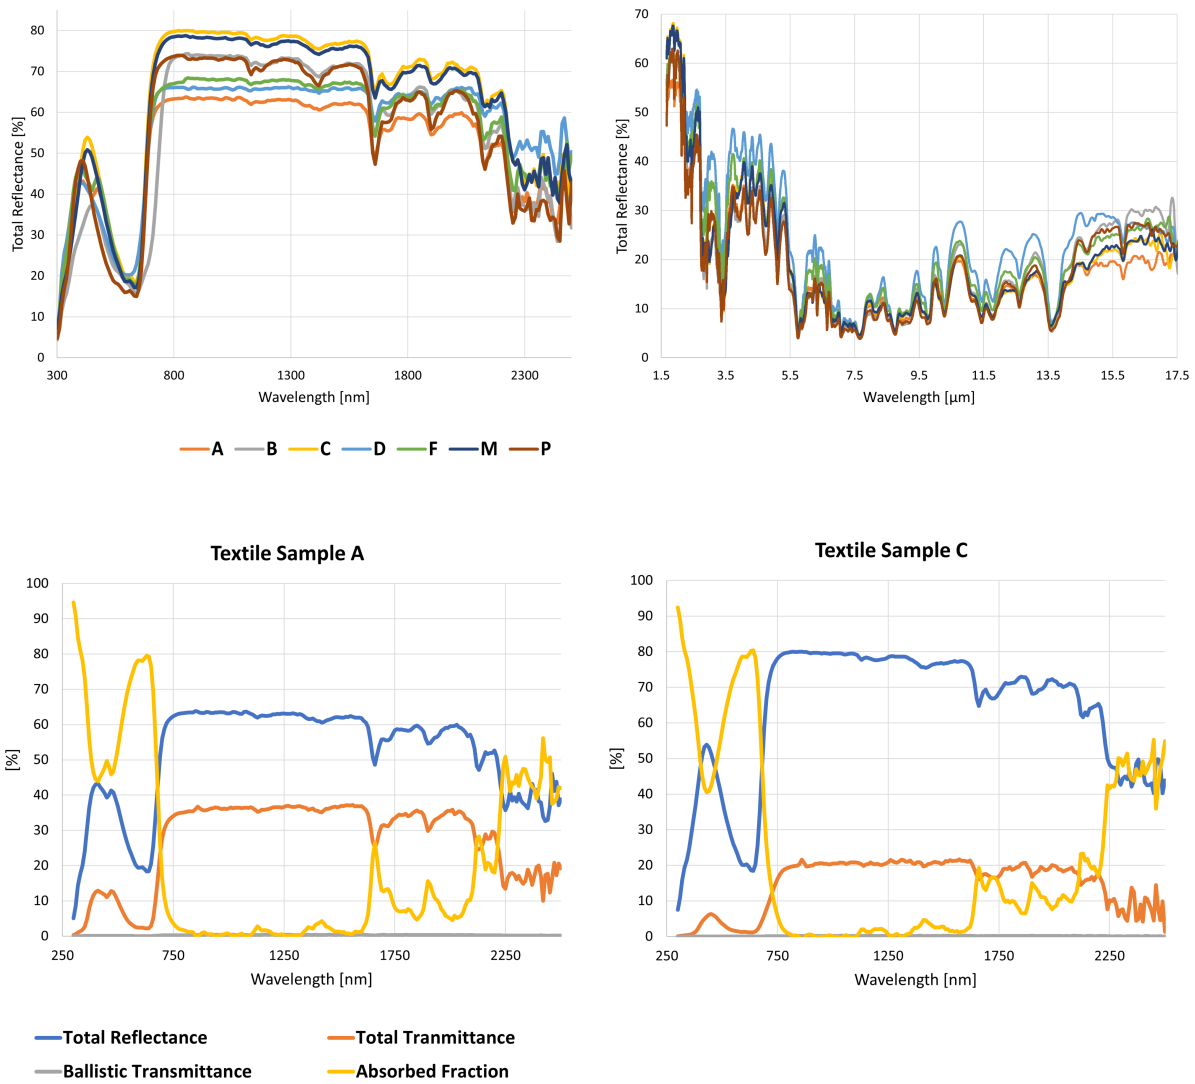 80
70
60
50
40
30
20
10
0
Total Reflectance [%]
300 800 1300 1800 2300
Wavelength [nm]
70
60
50
40
30
20
10
0
Total Reflectance [%]
1.5 3.5 5.5 7.5 9.5 11.5 13.5 15.5 17.5
Wavelength [µm]
A B C D F M P
Textile Sample A
100
90
80
70
60
50
40
30
20
10
0
[%]
250 750 1250 1750 2250
Wavelength [nm]
Textile Sample C
100
90
80
70
60
50
40
30
20
10
0
[%]
250 750 1250 1750 2250
Wavelength [nm]
Total Reflectance Total Tranmittance
Ballistic Transmittance Absorbed Fraction